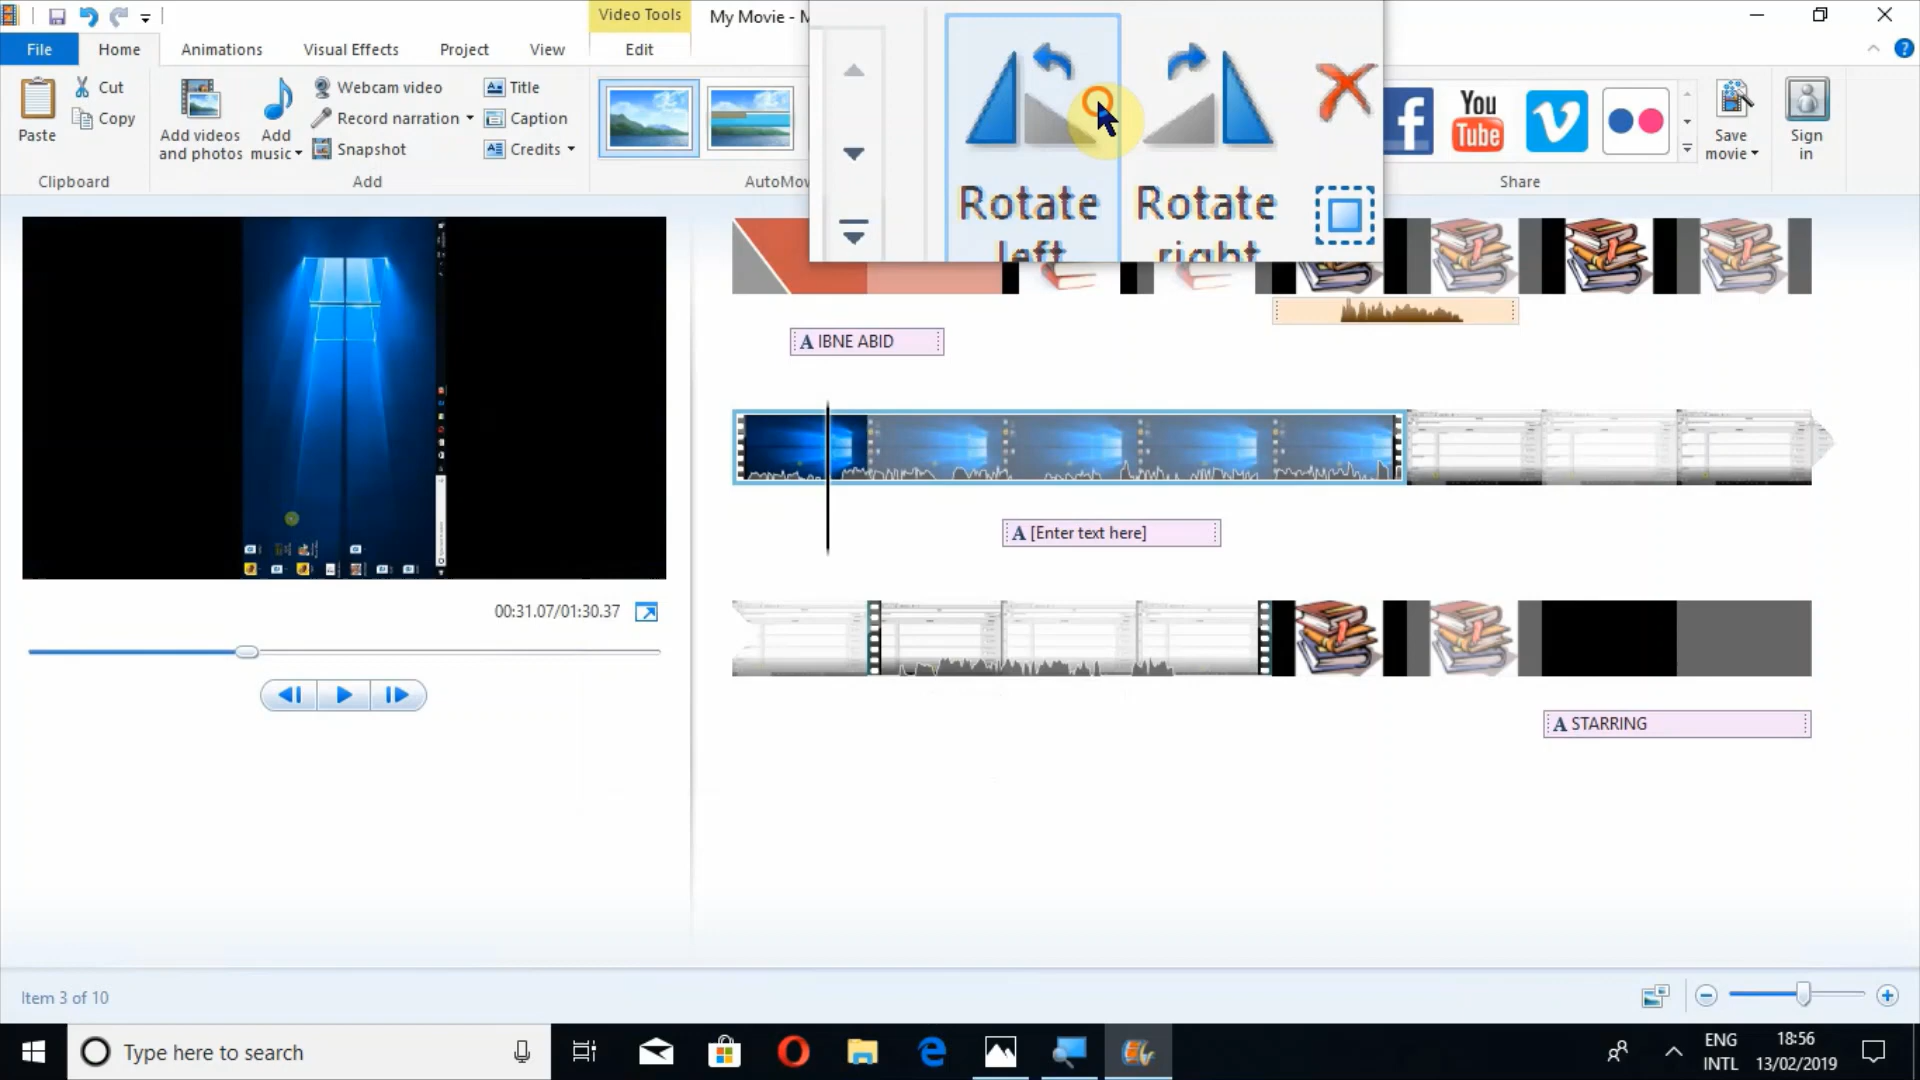 Video Tools
My Movie - M
File
Home
Animations
Visual Effects
Project
View
Edit
Paste
Cut
Copy
Clipboard
Add videos
and photos
Add
music
Webcam video
Record narration
Snapshot
Title
Caption
Credits
Add
AutoMov
Rotate
left
Rotate
right
You
Tube
Share
Save
movie
Sign
in
A IBNE ABID
A [Enter text here]
A STARRING
00:31.07/01:30.37
Item 3 of 10
Type here to search
ENG
INTL
18:56
13/02/2019